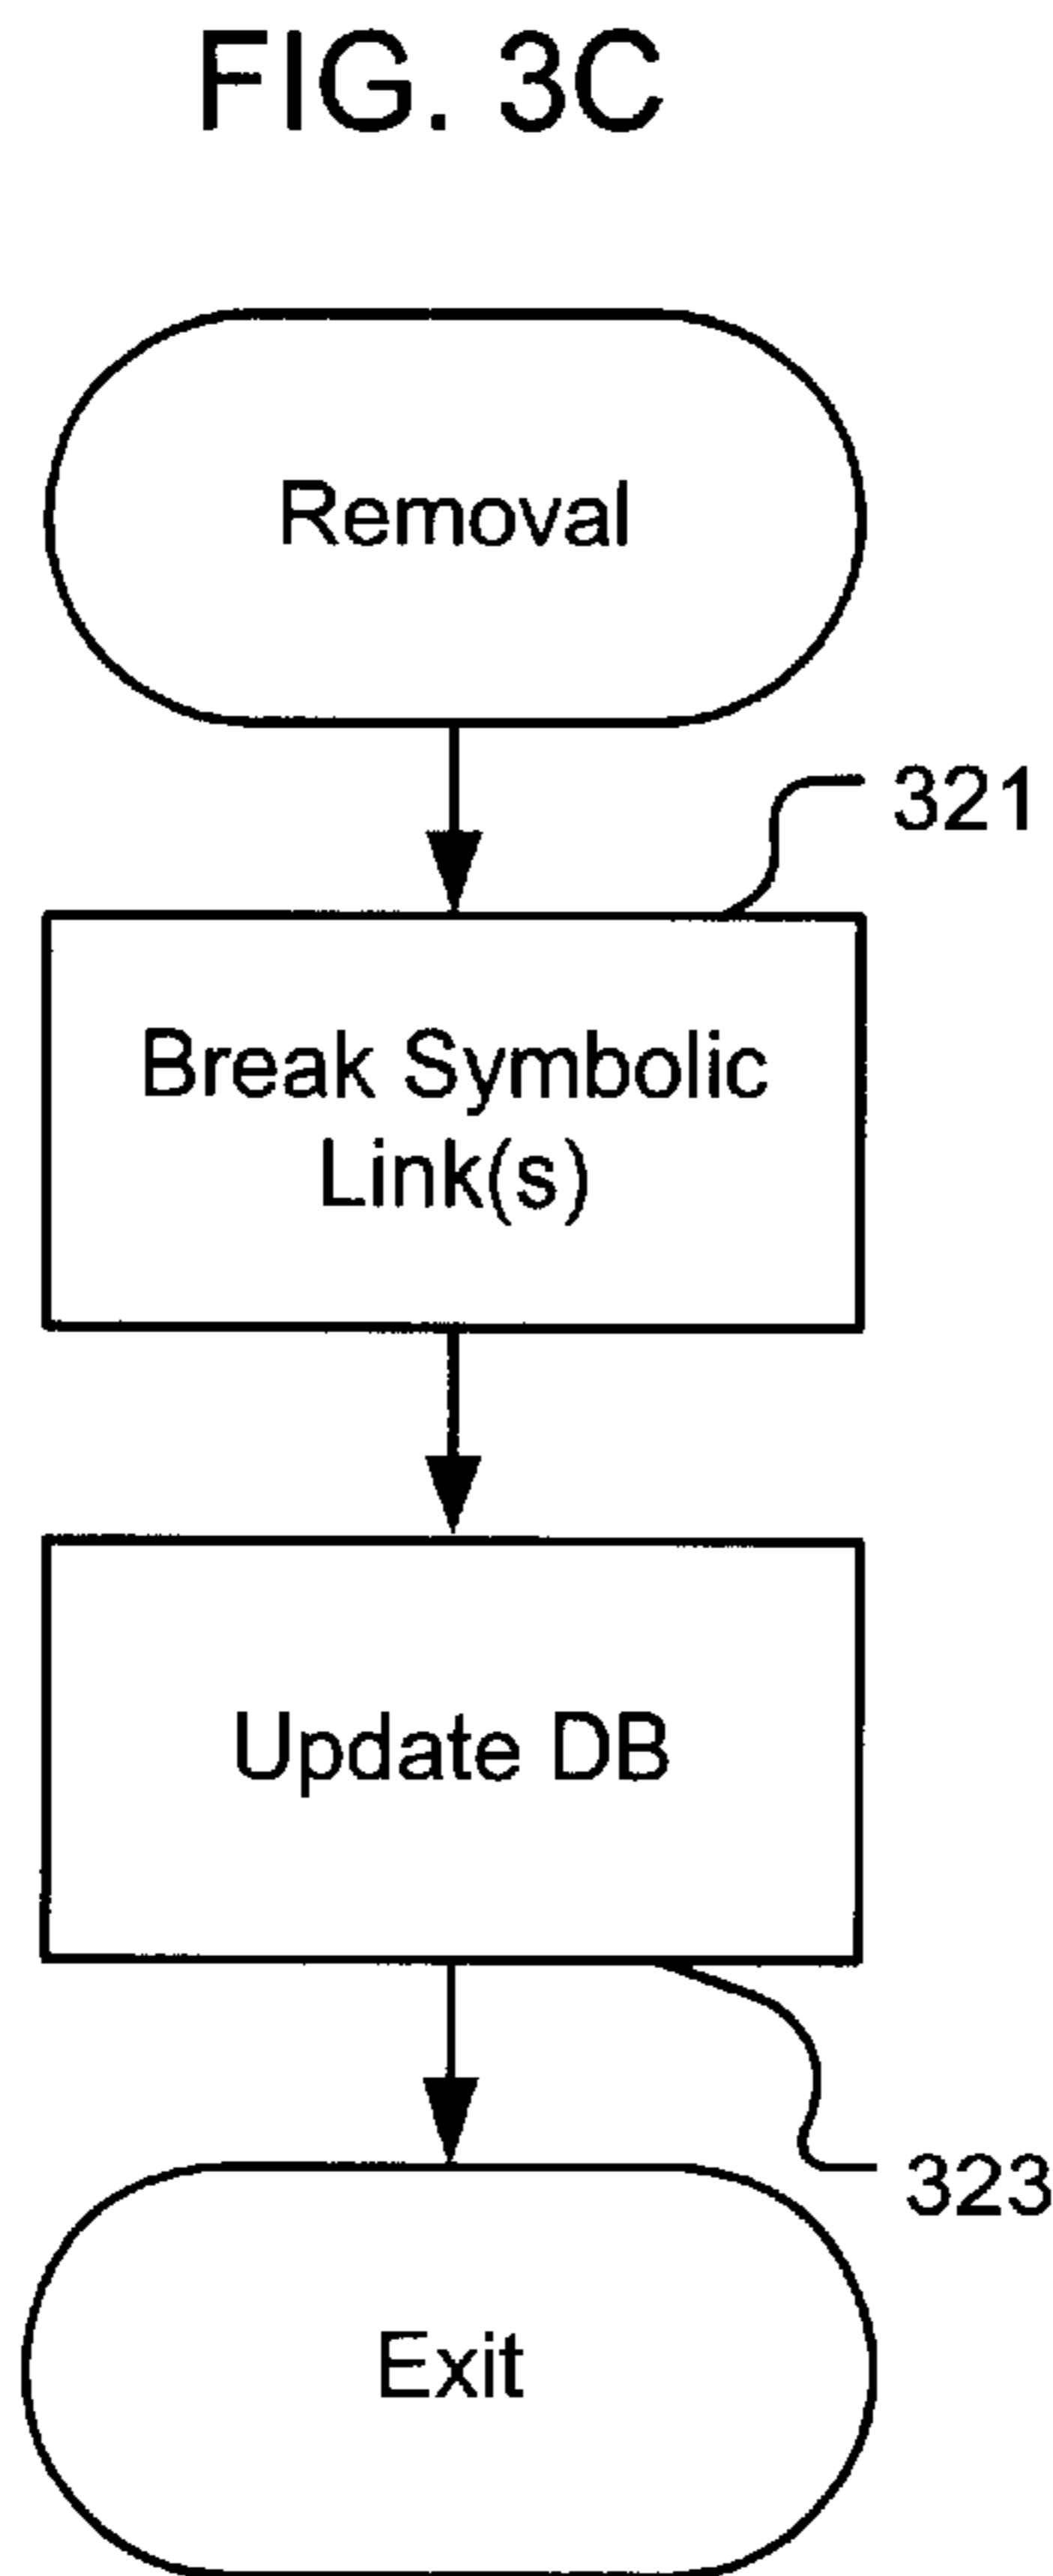 FIG. 3C
Removal
321
Break Symbolic
Link(s)
Update DB
323
Exit